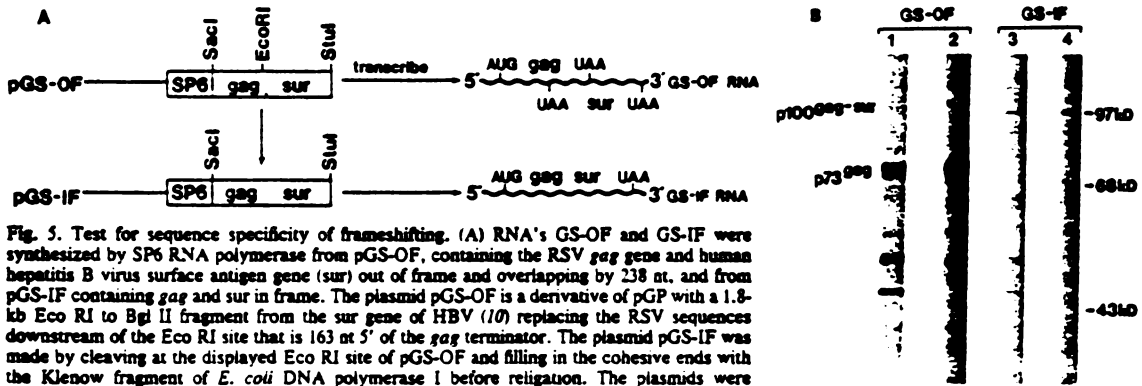 A
B
GS-OF
GS-IF
SacI
EcoRI
StuI
1 2 3 4
pGS-OF
SP6 gag sur
transcribe
5' AUG gag UAA 3' GS-OF RNA
UAA sur UAA
p100gag-sur
-97kD
SacI
StuI
p73gag
-68kD
pGS-IF
SP6 gag sur
5' AUG gag sur UAA 3' GS-IF RNA
-43kD
Fig. 5. Test for sequence specificity of frameshifting. (A) RNA's GS-OF and GS-IF were
synthesized by SP6 RNA polymerase from pGS-OF, containing the RSV gag gene and human
hepatitis B virus surface antigen gene (sur) out of frame and overlapping by 238 nt, and from
pGS-IF containing gag and sur in frame. The plasmid pGS-OF is a derivative of pGP with a 1.8-
kb Eco RI to Bgl II fragment from the sur gene of HBV (10) replacing the RSV sequences
downstream of the Eco RI site that is 163 nt 5' of the gag terminator. The plasmid pGS-IF was
made by cleaving at the displayed Eco RI site of pGS-OF and filling in the cohesive ends with
the Klenow fragment of E. coli DNA polymerase I before religation. The plasmids were